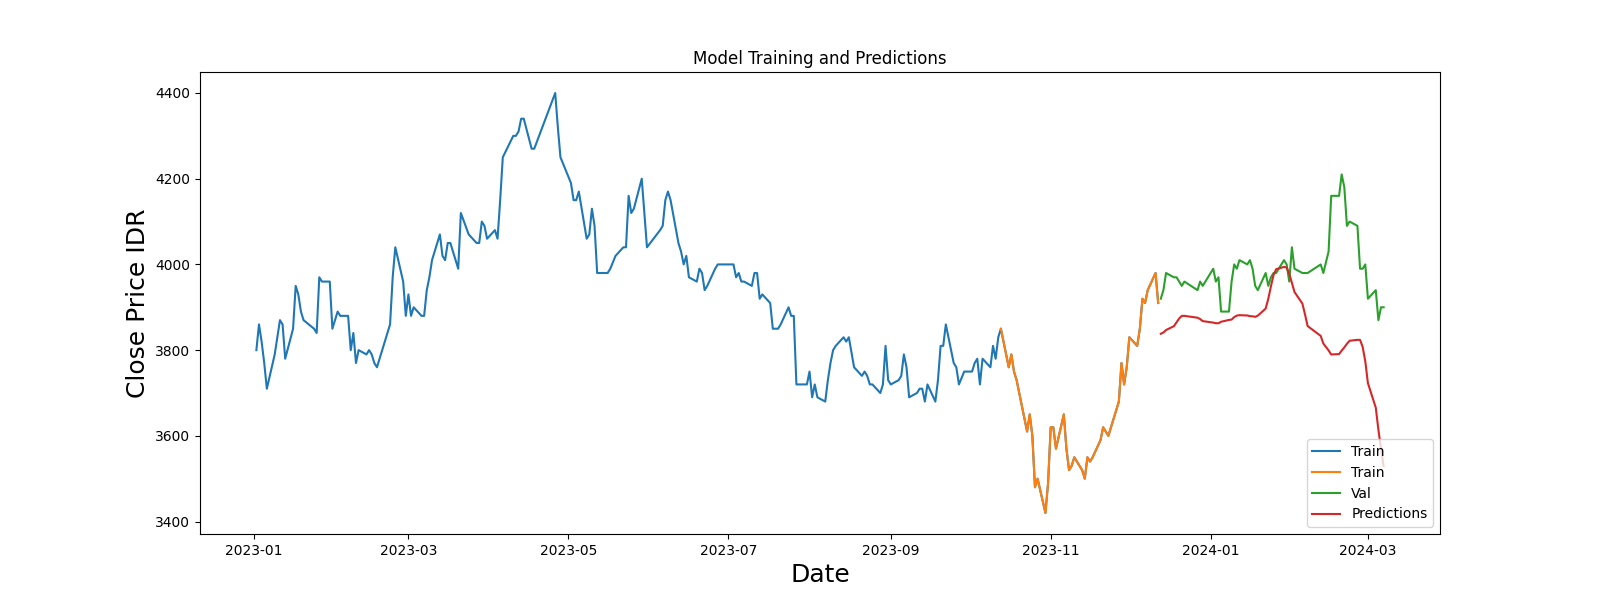 Model Training and Predictions
Close Price IDR
4400
4200
4000
3800
3600
3400
2023-01
2023-03
2023-05
2023-07
2023-09
2023-11
2024-01
2024-03
Date
Train
Train
Val
Predictions